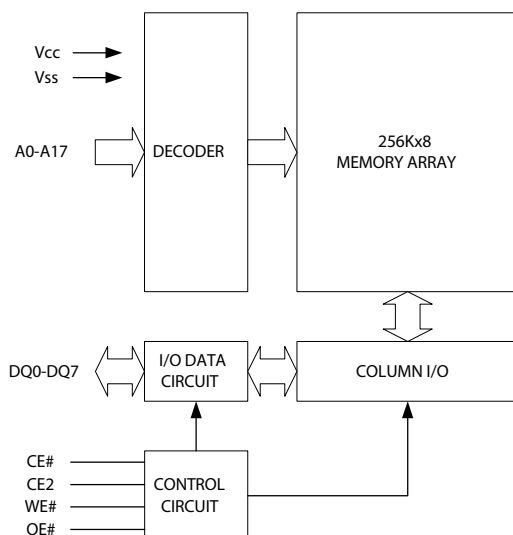 Vcc
Vss
A0-A17
DECODER
256Kx8
MEMORY ARRAY
DQ0-DQ7
I/O DATA
CIRCUIT
COLUMN I/O
CE#
CE2
WE#
OE#
CONTROL
CIRCUIT